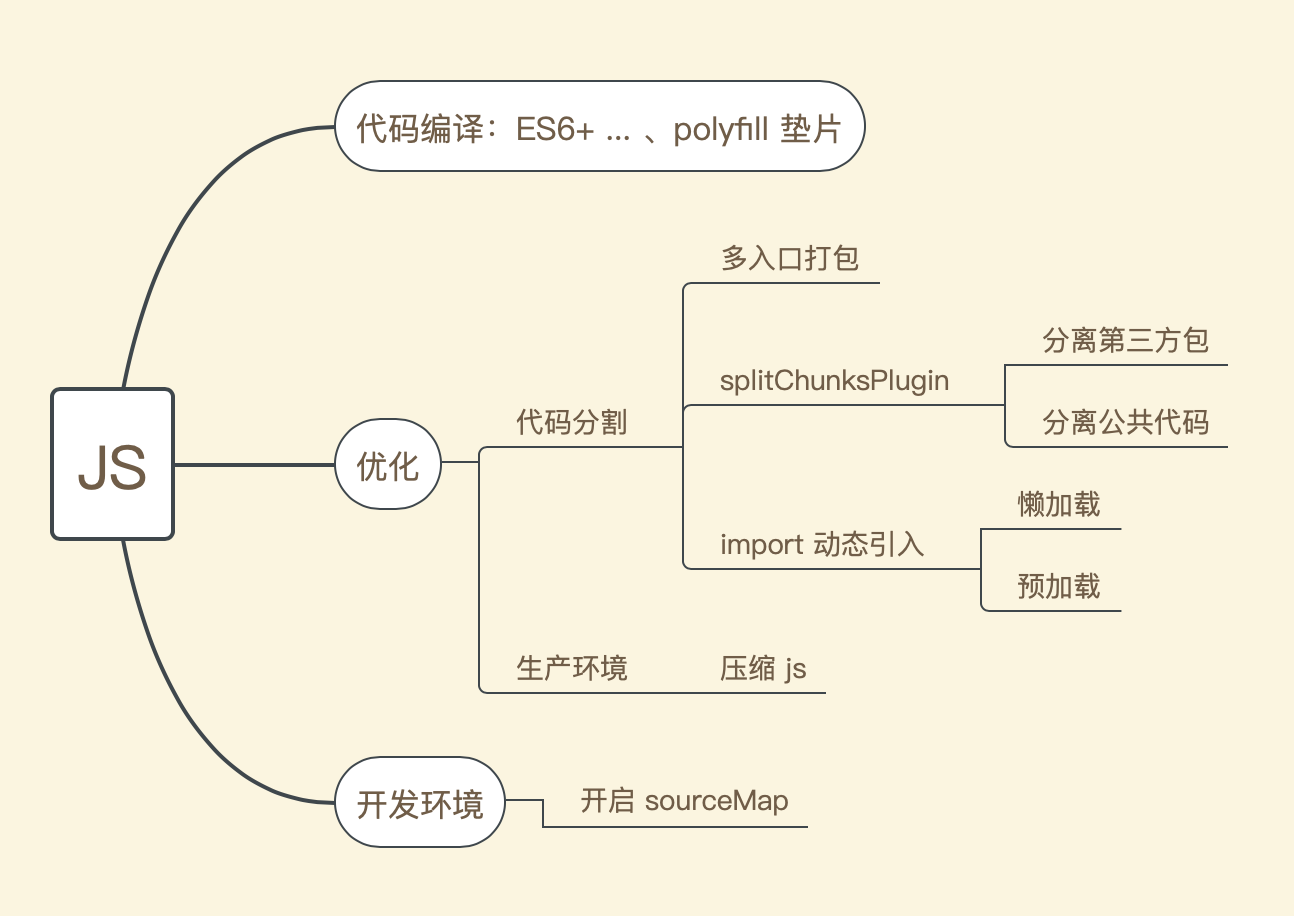 代码编译：ES6+ ... 、polyfill 垫片
多入口打包
分离第三方包
splitChunksPlugin
代码分割
分离公共代码
JS
优化
懒加载
import 动态引入
预加载
生产环境
压缩 js
开发环境
开启 sourceMap